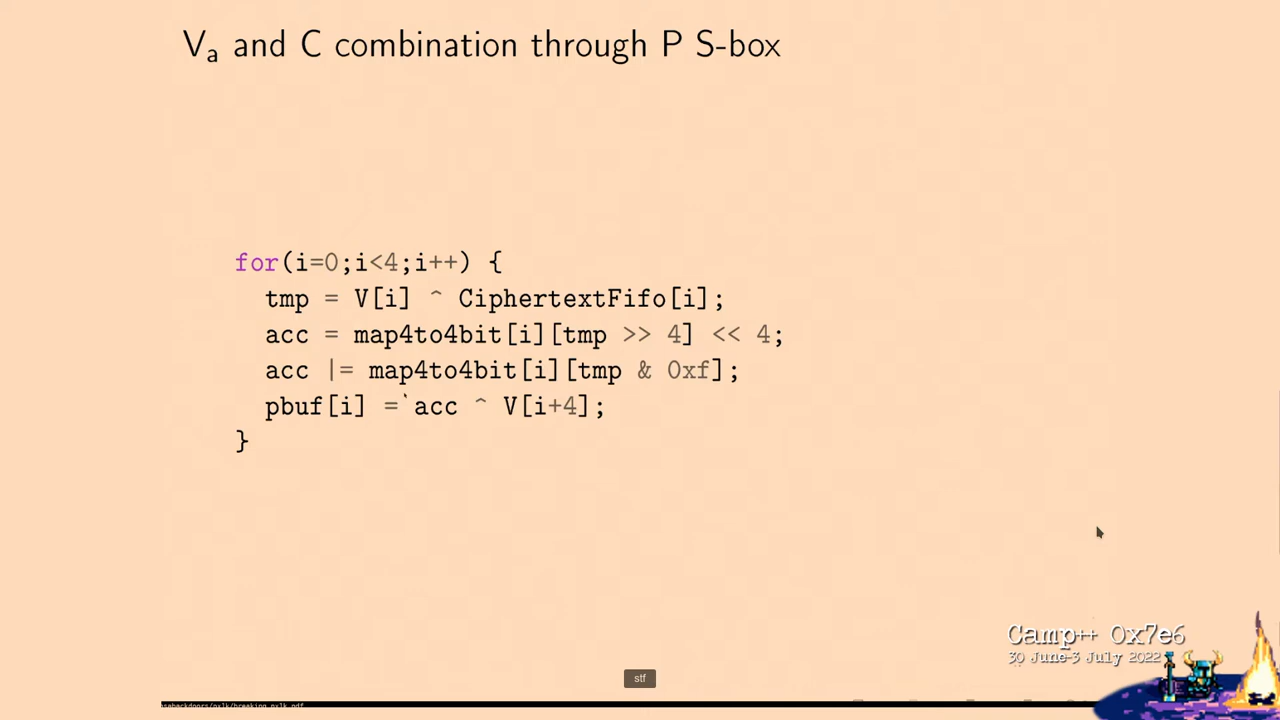 Va and C combination through P S-box
for(i=0;i<4;i++) {
tmp = V[i] ^ CiphertextFifo[i];
acc = map4to4bit[i][tmp >> 4] << 4;
acc |= map4to4bit[i][tmp & 0xf];
pbuf[i] =`acc ^ V[i+4];
}
Camp++ 0x7e6
30 June-3 July 2022
stf